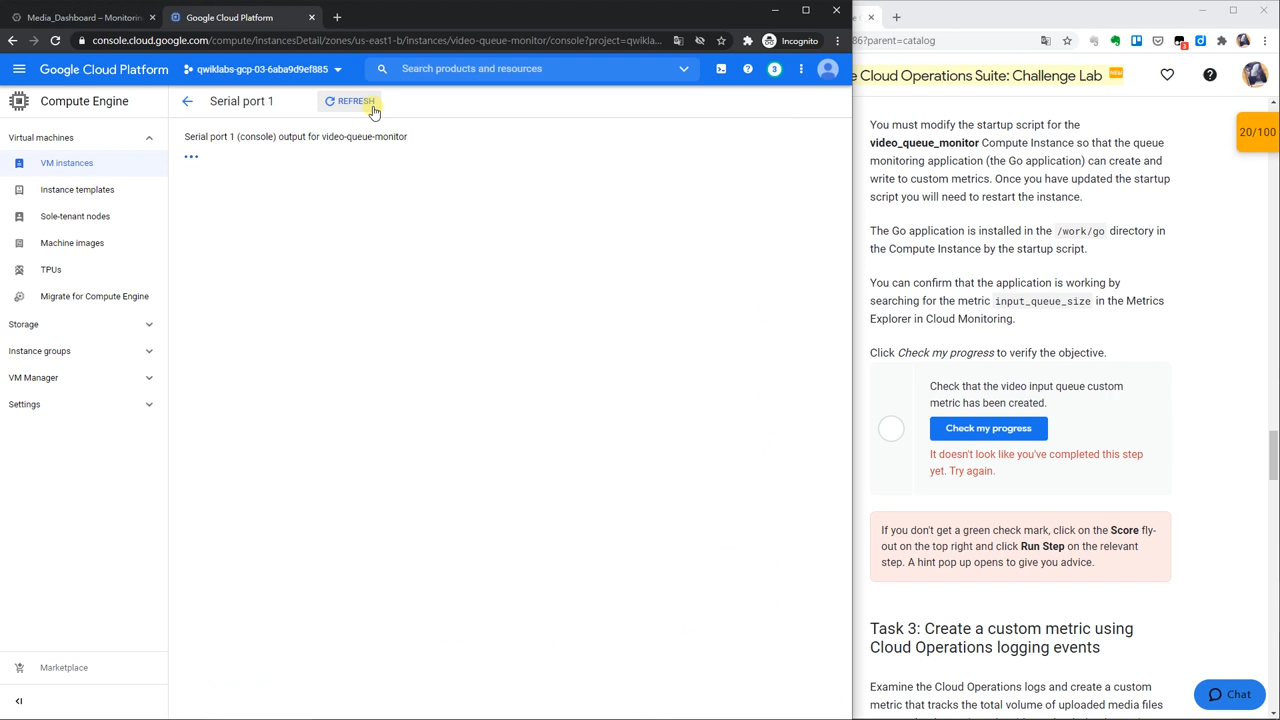 Media_Dashboard – Monitorin
Google Cloud Platform
console.cloud.google.com/compute/instancesDetail/zones/us-east1-b/instances/video-queue-monitor/console?project=qwikla...
Incognito
86?parent=catalog
Google Cloud Platform
qwiklabs-gcp-03-6aba9d9ef885
Search products and resources
3
e Cloud Operations Suite: Challenge Lab
Compute Engine
Serial port 1
REFRESH
Serial port 1 (console) output for video-queue-monitor
Virtual machines
VM instances
Instance templates
Sole-tenant nodes
Machine images
TPUs
Migrate for Compute Engine
Storage
Instance groups
VM Manager
Settings
Marketplace
20/100
You must modify the startup script for the
video_queue_monitor Compute Instance so that the queue
monitoring application (the Go application) can create and
write to custom metrics. Once you have updated the startup
script you will need to restart the instance.
The Go application is installed in the /work/go directory in
the Compute Instance by the startup script.
You can confirm that the application is working by
searching for the metric input_queue_size in the Metrics
Explorer in Cloud Monitoring.
Click Check my progress to verify the objective.
Check that the video input queue custom
metric has been created.
Check my progress
It doesn't look like you've completed this step
yet. Try again.
If you don't get a green check mark, click on the Score fly-
out on the top right and click Run Step on the relevant
step. A hint pop up opens to give you advice.
Task 3: Create a custom metric using
Cloud Operations logging events
Examine the Cloud Operations logs and create a custom
metric that tracks the total volume of uploaded media files
Chat